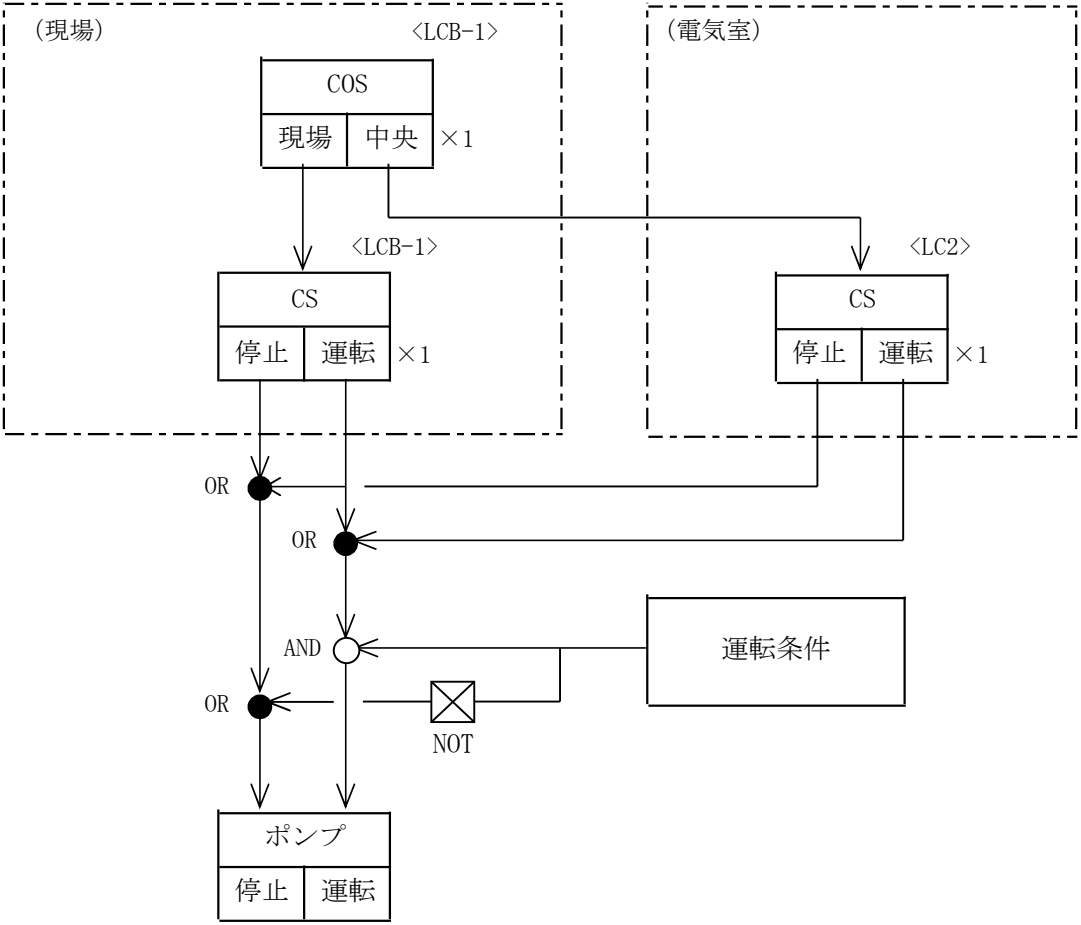 (現場)
<LCB-1>
(電気室)
COS
現場 中央 ×1
<LCB-1>
<LC2>
CS
停止 運転 ×1
CS
停止 運転 ×1
OR
OR
AND
運転条件
OR
NOT
ポンプ
停止 運転